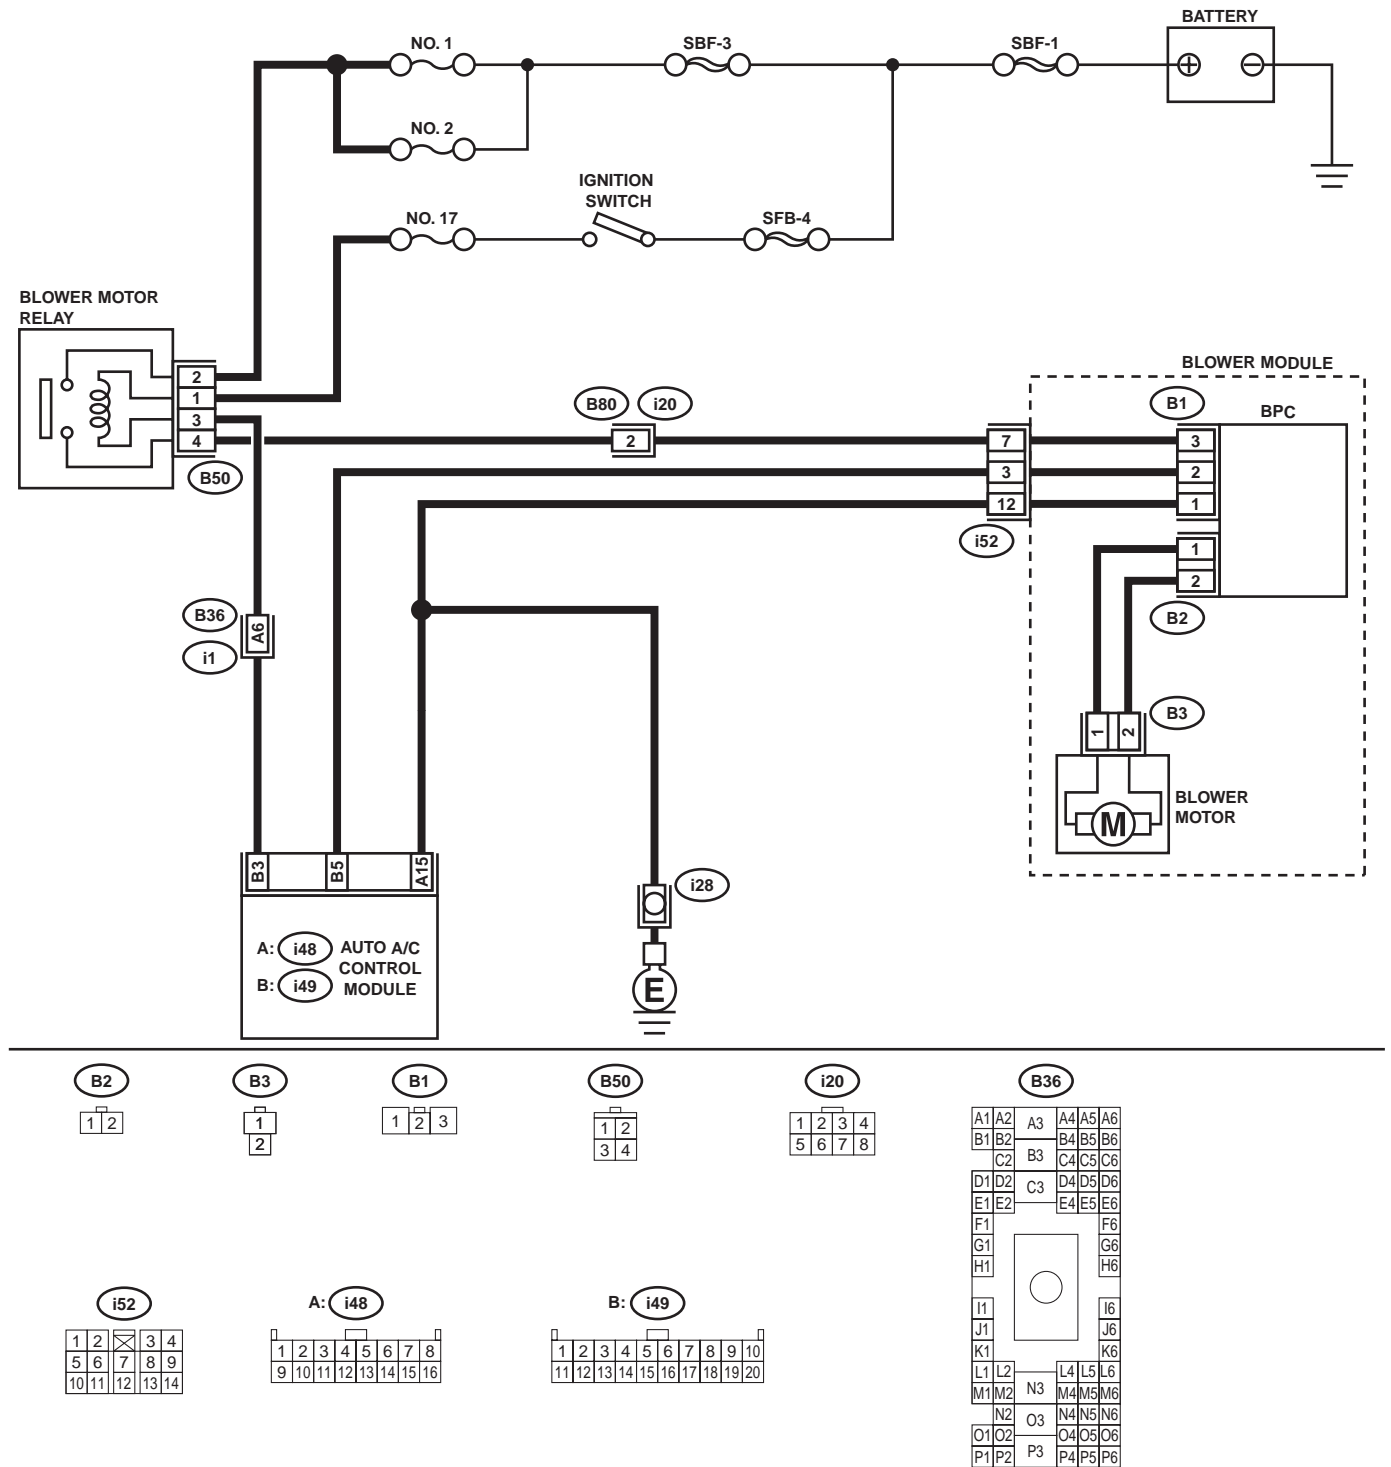 BATTERY
NO. 1
SBF-3
SBF-1
NO. 2
IGNITION
SWITCH
NO. 17
SFB-4
BLOWER MOTOR
RELAY
2
1
3
4
B50
B80
i20
2
BLOWER MODULE
B1
BPC
7
3
12
i52
3
2
1
1
2
B2
B36
i1
A6
B3
1
2
M
BLOWER
MOTOR
B3
B5
A15
i28
E
A: i48
B: i49
AUTO A/C
CONTROL
MODULE
B2
B3
B1
B50
i20
B36
1 2
1
2
1 2 3
1 2
3 4
1 2 3 4
5 6 7 8
A1 A2 A3 A4 A5 A6
B1 B2 B4 B5 B6
C2 B3 C4 C5 C6
D1 D2 C3 D4 D5 D6
E1 E2 E4 E5 E6
F1 F6
G1 G6
H1 H6
I1 I6
J1 J6
K1 K6
L1 L2 L4 L5 L6
M1 M2 N3 M4 M5 M6
N2 O3 N4 N5 N6
O1 O2 O4 O5 O6
P1 P2 P3 P4 P5 P6
i52
1 2 3 4
5 6 7 8 9
10 11 12 13 14
A: i48
1 2 3 4 5 6 7 8
9 10 11 12 13 14 15 16
B: i49
1 2 3 4 5 6 7 8 9 10
11 12 13 14 15 16 17 18 19 20